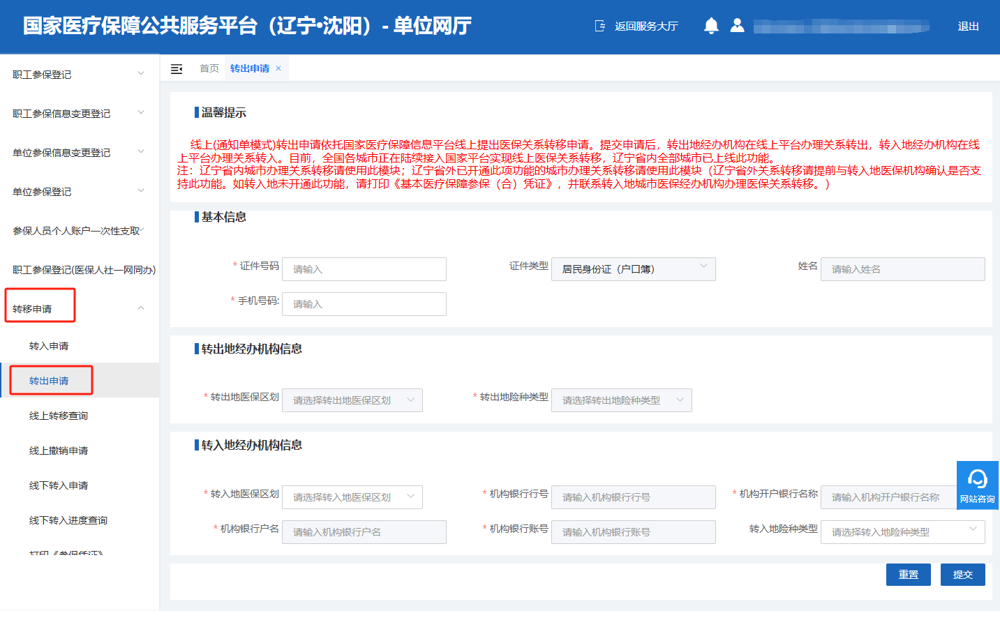 国家医疗保障公共服务平台（辽宁•沈阳）- 单位网厅
返回服务大厅
退出
职工参保登记
职工参保信息变更登记
单位参保信息变更登记
单位参保登记
参保人员个人账户一次性支取
职工参保登记(医保人社一网同办)
转移申请
转入申请
转出申请
线上转移查询
线上撤销申请
线下转入申请
线下转入进度查询
打印《参保凭证》
首页 转出申请 ×
温馨提示
线上(通知单模式)转出申请依托国家医疗保障信息平台线上提出医保关系转移申请。提交申请后，转出地经办机构在线上平台办理关系转出，转入地经办机构在线
上平台办理关系转入。目前，全国各城市正在陆续接入国家平台实现线上医保关系转移，辽宁省内全部城市已上线此功能。
注：辽宁省内城市办理关系转移请使用此模块；辽宁省外已开通此项功能的城市办理关系转移请使用此模块（辽宁省外关系转移请提前与转入地医保机构确认是否支
持此功能。如转入地未开通此功能，请打印《基本医疗保障参保（合）凭证》，并联系转入地城市医保经办机构办理医保关系转移。）
基本信息
* 证件号码 请输入 证件类型 居民身份证（户口簿） 姓名 请输入姓名
* 手机号码: 请输入
转出地经办机构信息
* 转出地医保区划 请选择转出地医保区划 * 转出地险种类型 请选择转出地险种类型
转入地经办机构信息
* 转入地医保区划 请选择转入地医保区划 * 机构银行行号 请输入机构银行行号 * 机构开户银行名称 请输入机构开户银行名称
* 机构银行户名 请输入机构银行户名 * 机构银行账号 请输入机构银行账号 转入地险种类型 请选择转入地险种类型
网站咨询
重置 提交